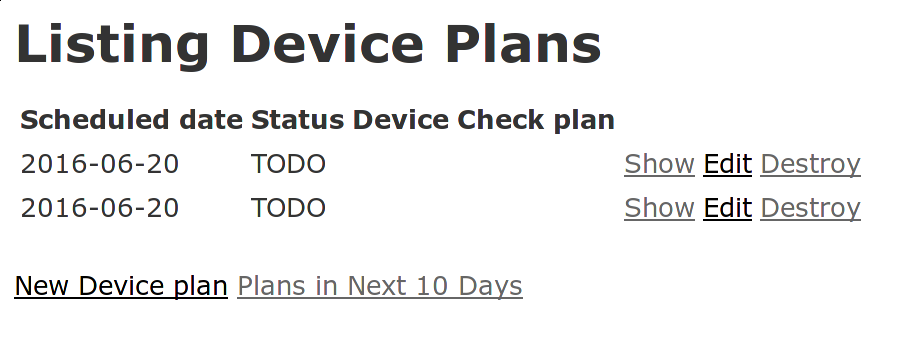 Listing Device Plans
Scheduled date Status Device Check plan
2016-06-20 TODO Show Edit Destroy
2016-06-20 TODO Show Edit Destroy
New Device plan Plans in Next 10 Days